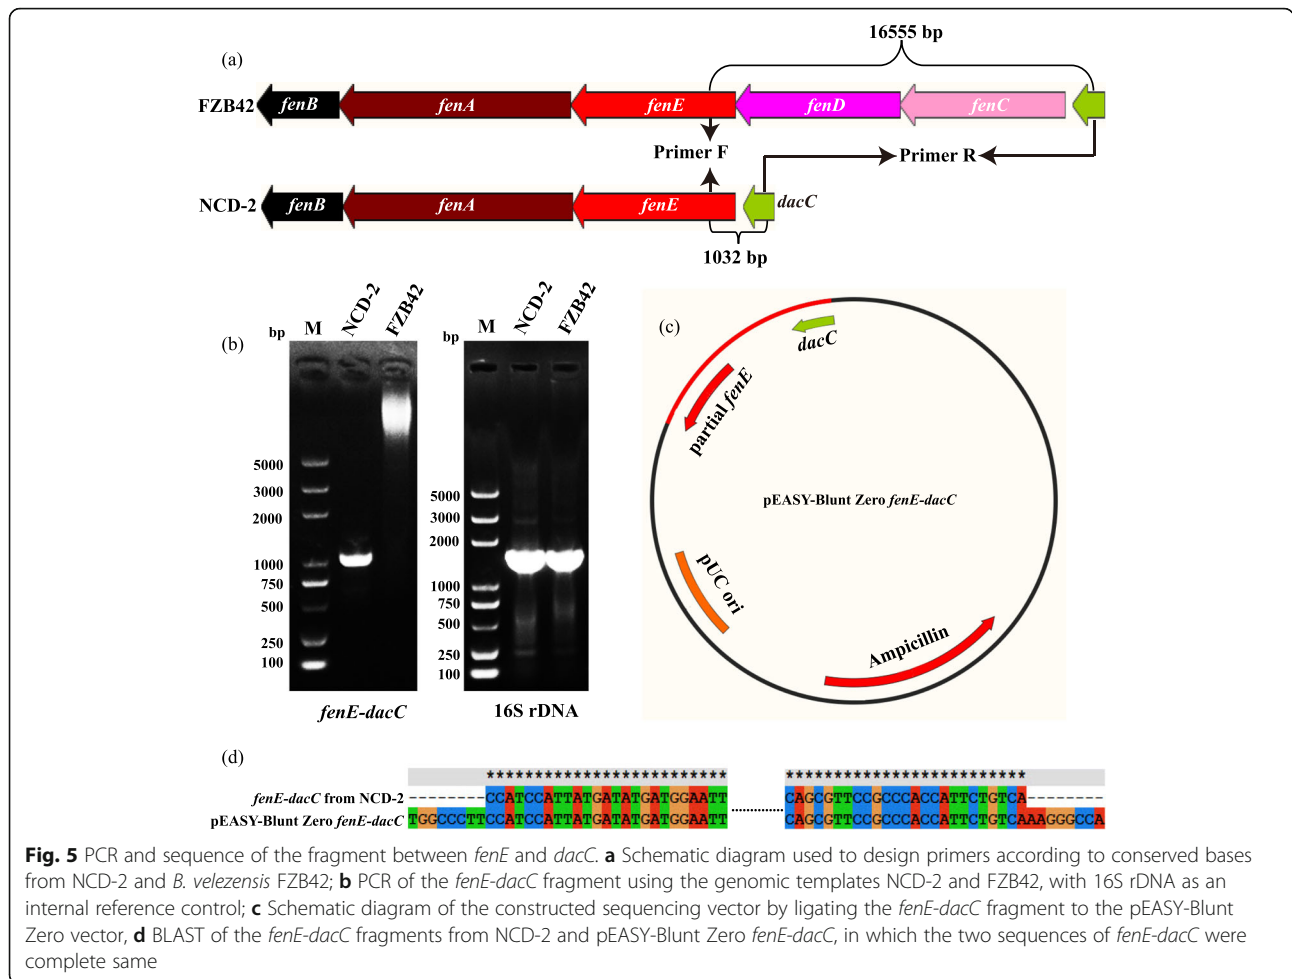 (a)
16555 bp
FZB42
fenB
fenA
fenE
fenD
fenC
Primer F
Primer R
NCD-2
fenB
fenA
fenE
dacC
1032 bp
(b)
bp
M
NCD-2
FZB42
5000
3000
2000
1000
750
500
250
100
fenE-dacC
bp
M
NCD-2
FZB42
5000
3000
2000
1000
750
500
250
100
16S rDNA
(c)
dacC
partial fenE
pEASY-Blunt Zero fenE-dacC
pUC ori
Ampicillin
(d)
************************* *************************
fenE-dacC from NCD-2 --------CCATCCATTATGATATGATGGAATT ............ CAGCGTTCCGCCCACCATTCTGTCA--------
pEASY-Blunt Zero fenE-dacC TGGCCCTTCCATCCATTATGATATGATGGAATT ............ CAGCGTTCCGCCCACCATTCTGTCAAAGGGCCA
Fig. 5 PCR and sequence of the fragment between fenE and dacC. a Schematic diagram used to design primers according to conserved bases
from NCD-2 and B. velezensis FZB42; b PCR of the fenE-dacC fragment using the genomic templates NCD-2 and FZB42, with 16S rDNA as an
internal reference control; c Schematic diagram of the constructed sequencing vector by ligating the fenE-dacC fragment to the pEASY-Blunt
Zero vector, d BLAST of the fenE-dacC fragments from NCD-2 and pEASY-Blunt Zero fenE-dacC, in which the two sequences of fenE-dacC were
complete same